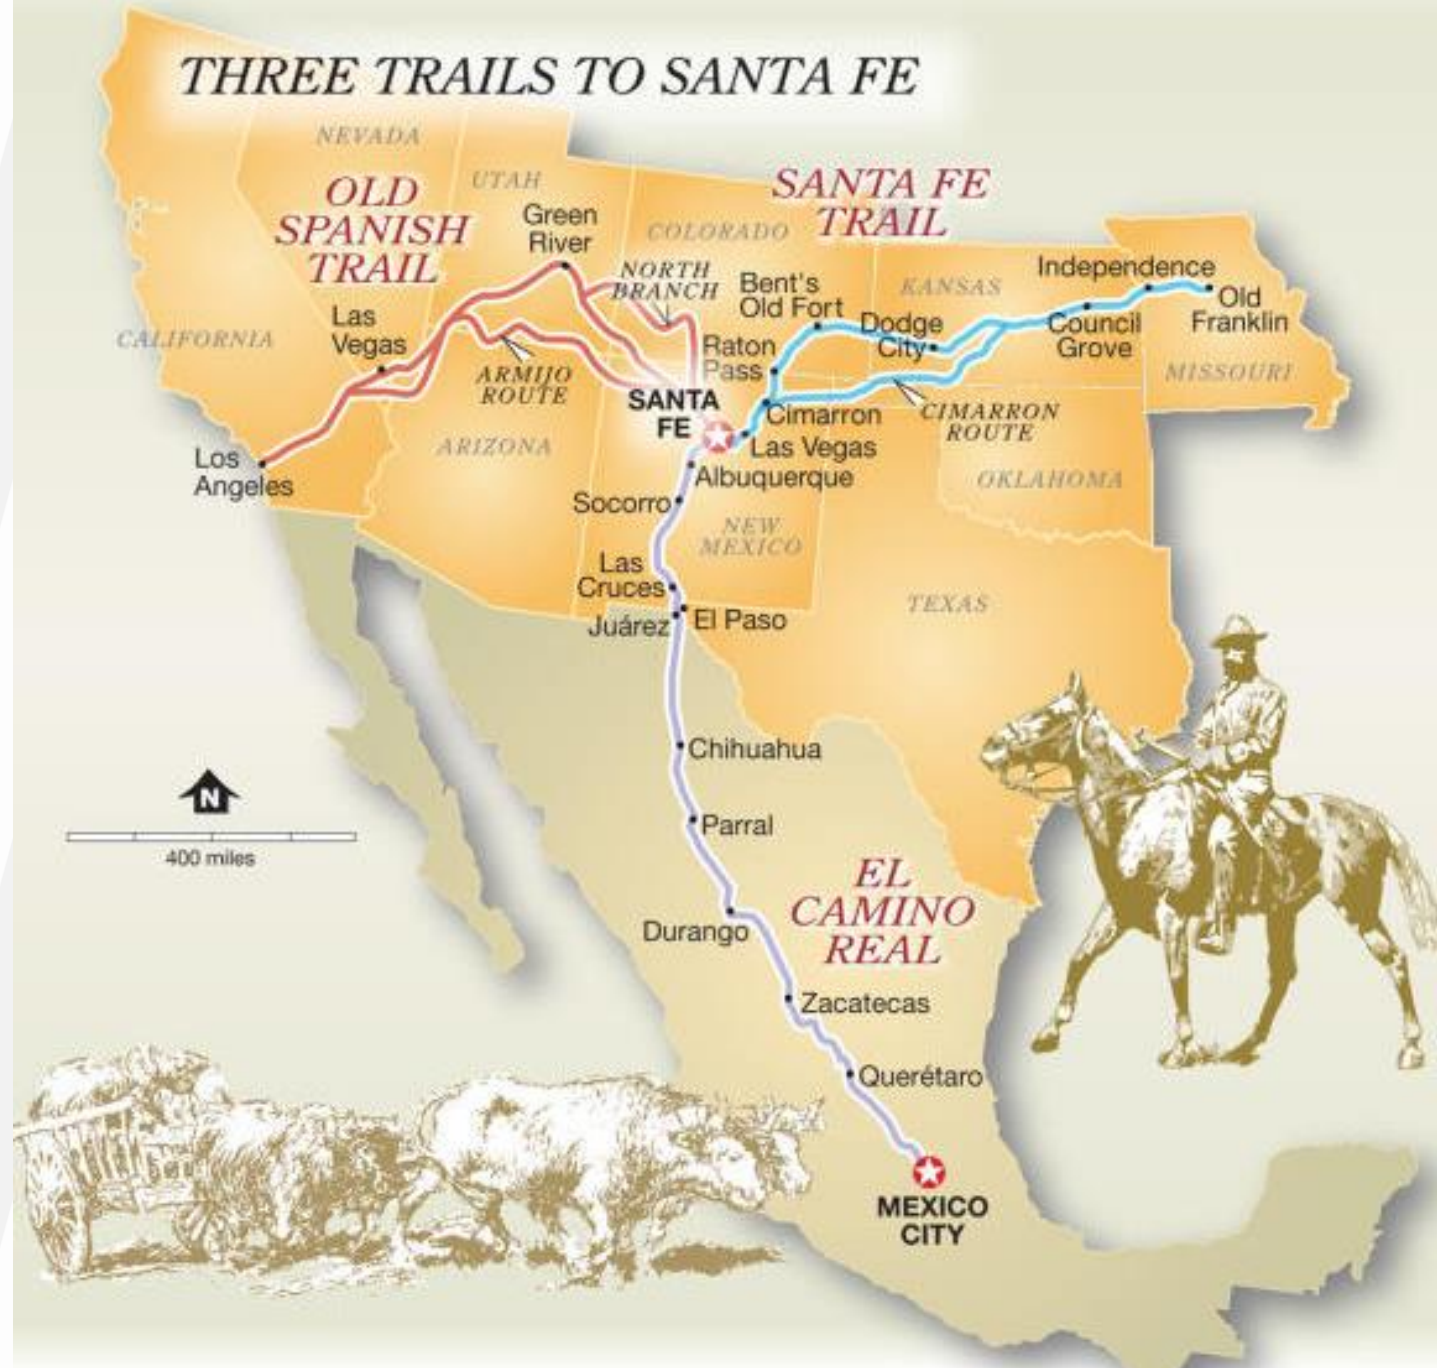 THREE TRAILS TO SANTA FE
NEVADA
UTAH
OLD
SPANISH
TRAIL
SANTA FE
TRAIL
Green
River
COLORADO
NORTH
BRANCH
Bent's
Old Fort
KANSAS
Independence
Old
Franklin
Las
Vegas
CALIFORNIA
Dodge
City
Council
Grove
Raton
Pass
MISSOURI
ARMIJO
ROUTE
SANTA
FE
Cimarron
CIMARRON
ROUTE
ARIZONA
Las Vegas
Los
Angeles
Albuquerque
OKLAHOMA
Socorro
NEW
MEXICO
Las
Cruces
TEXAS
Juárez
El Paso
Chihuahua
N
400 miles
Parral
EL
CAMINO
REAL
Durango
Zacatecas
Querétaro
MEXICO
CITY